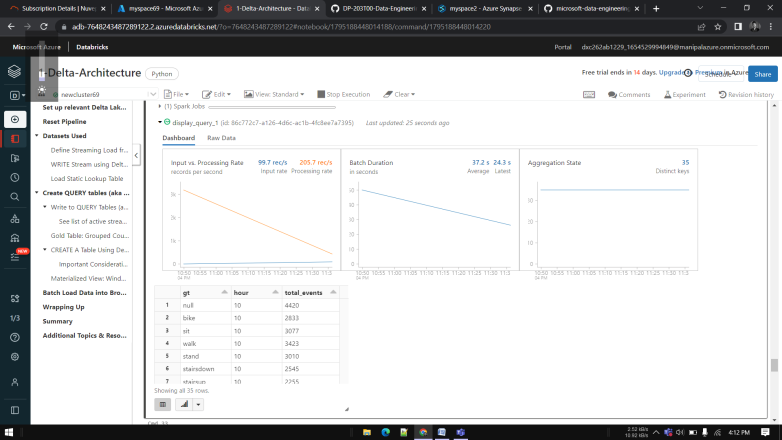 Subscription Details | Nuvep
myspace69 - Microsoft Azu
1-Delta-Architecture - Data
DP-203T00-Data-Engineer
myspace2 - Azure Synapse
microsoft-data-engineering
adb-7648243487289122.2.azuredatabricks.net/?o=7648243487289122#notebook/1795188448014188/command/1795188448014220
Microsoft Azure
Databricks
Portal
dxc262ab1229_1654529994849@manipalazure.onmicrosoft.com
1-Delta-Architecture
Python
Free trial ends in 14 days. Upgrade
Premium in Azure
Schedule
Share
newcluster69
File
Edit
View: Standard
Stop Execution
Clear
Comments
Experiment
Revision history
Set up relevant Delta Lak...
Reset Pipeline
Datasets Used
Define Streaming Load fr...
WRITE Stream using Delt...
Load Static Lookup Table
Create QUERY tables (aka ...
Write to QUERY Tables (a...
See list of active strea...
Gold Table: Grouped Cou...
CREATE A Table Using De...
Important Considerati...
Materialized View: Wind...
Batch Load Data into Bro...
Wrapping Up
Summary
Additional Topics & Reso...
NEW
1/3
(1) Spark Jobs
display_query_1
Last updated: 25 seconds ago
Dashboard
Raw Data
Input vs. Processing Rate
records per second
99.7 rec/s
Input rate
205.7 rec/s
Processing rate
Batch Duration
in seconds
37.2 s
Average
24.3 s
Latest
Aggregation State
35
Distinct keys
gt hour total_events
1 null 10 4420
2 bike 10 2833
3 sit 10 3077
4 walk 10 3423
5 stand 10 3010
6 stairsdown 10 2545
7 stairsup 10 2255
Showing all 35 rows.
4:12 PM